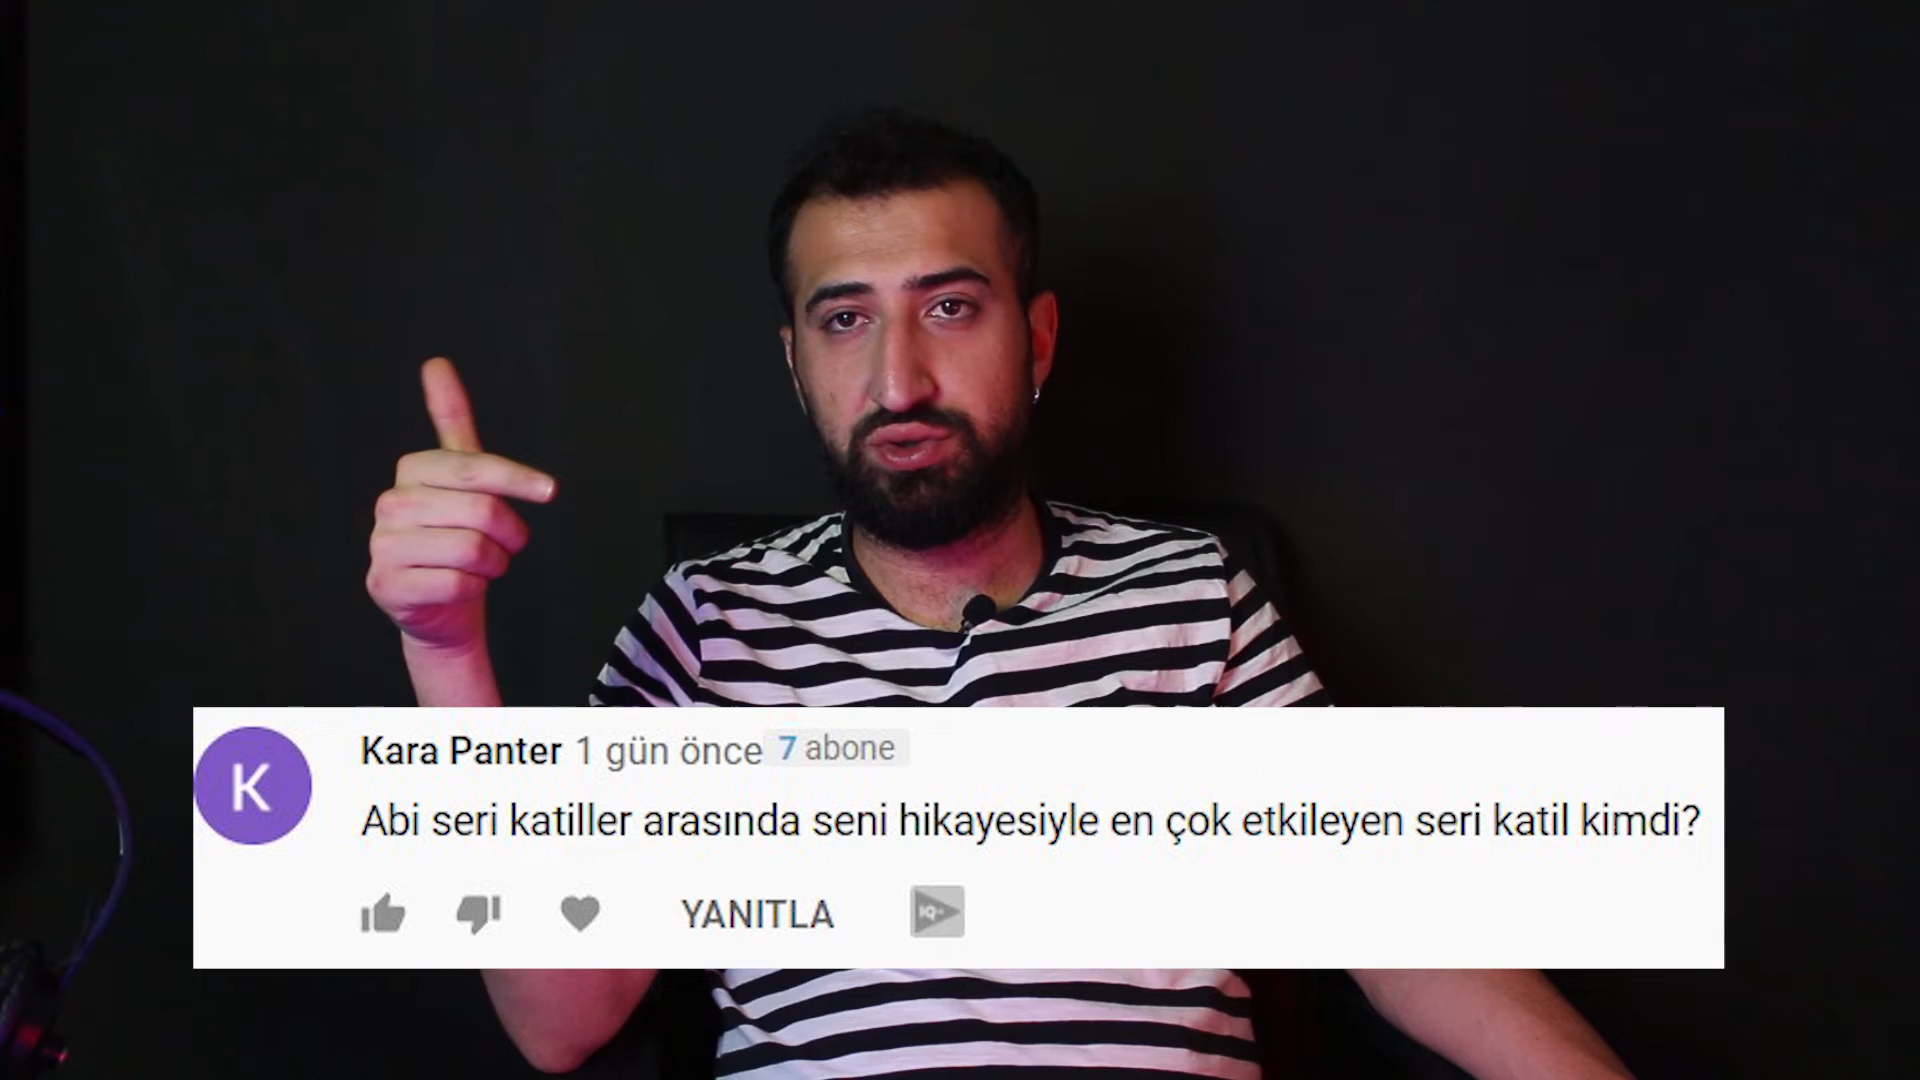 K
Kara Panter 1 gün önce 7 abone
Abi seri katiller arasında seni hikayesiyle en çok etkileyen seri katil kimdi?
YANITLA
IQ+